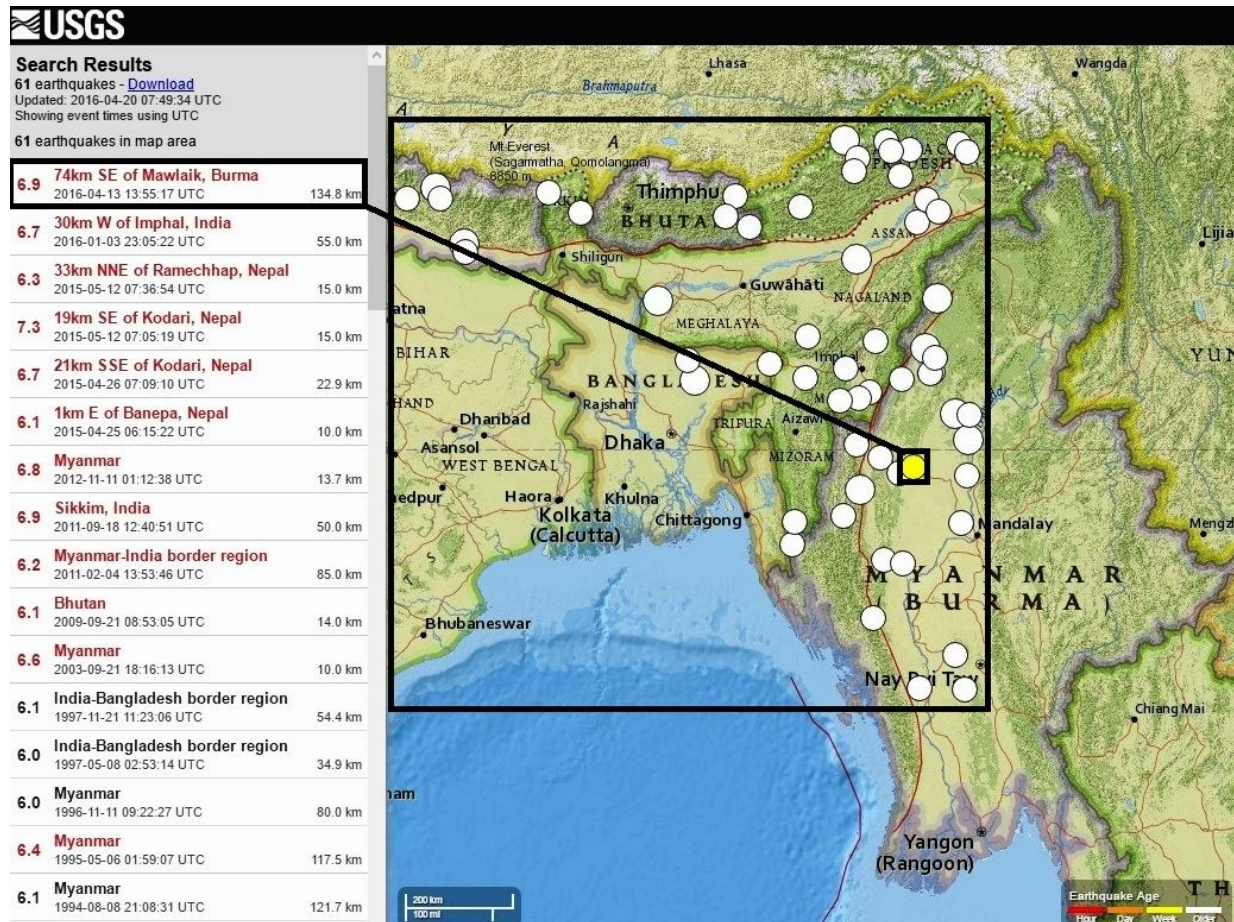 USGS
Search Results
61 earthquakes - Download
Updated: 2016-04-20 07:49:34 UTC
Showing event times using UTC
61 earthquakes in map area
6.9 74km SE of Mawlaik, Burma
2016-04-13 13:55:17 UTC 134.8 km
6.7 30km W of Imphal, India
2016-01-03 23:05:22 UTC 55.0 km
6.3 33km NNE of Ramechhap, Nepal
2015-05-12 07:36:54 UTC 15.0 km
7.3 19km SE of Kodari, Nepal
2015-05-12 07:05:19 UTC 15.0 km
6.7 21km SSE of Kodari, Nepal
2015-04-26 07:09:10 UTC 22.9 km
6.1 1km E of Banepa, Nepal
2015-04-25 06:15:22 UTC 10.0 km
6.8 Myanmar
2012-11-11 01:12:38 UTC 13.7 km
6.9 Sikkim, India
2011-09-18 12:40:51 UTC 50.0 km
6.2 Myanmar-India border region
2011-02-04 13:53:46 UTC 85.0 km
6.1 Bhutan
2009-09-21 08:53:05 UTC 14.0 km
6.6 Myanmar
2003-09-21 18:16:13 UTC 10.0 km
6.1 India-Bangladesh border region
1997-11-21 11:23:06 UTC 54.4 km
6.0 India-Bangladesh border region
1997-05-08 02:53:14 UTC 34.9 km
6.0 Myanmar
1996-11-11 09:22:27 UTC 80.0 km
6.4 Myanmar
1995-05-06 01:59:07 UTC 117.5 km
6.1 Myanmar
1994-08-08 21:08:31 UTC 121.7 km
Lhasa
Wangda
Brahmaputra
A
Y
A
Mt Everest
(Sagarmatha, Qomolangma)
8850 m
Thimphu
BHUTA
ASSAM
Lijia
Shiliguri
Guwāhāti
NAGALAND
atna
MEGHALAYA
BIHAR
Imphal
YUN
HAND
Rajshahi
Dhanbad
TRIPURA
Aizawl
Asansol
Dhaka
WEST BENGAL
MIZORAM
nedpur
Haora
Khulna
Kolkata
(Calcutta)
Chittagong
Mandalay
Mengz
T S
MYANMAR
(BURMA)
Bhubaneswar
Chiang Mai
am
Yangon
(Rangoon)
T H
200 km
100 mi
Earthquake Age
Hour Day Week Older